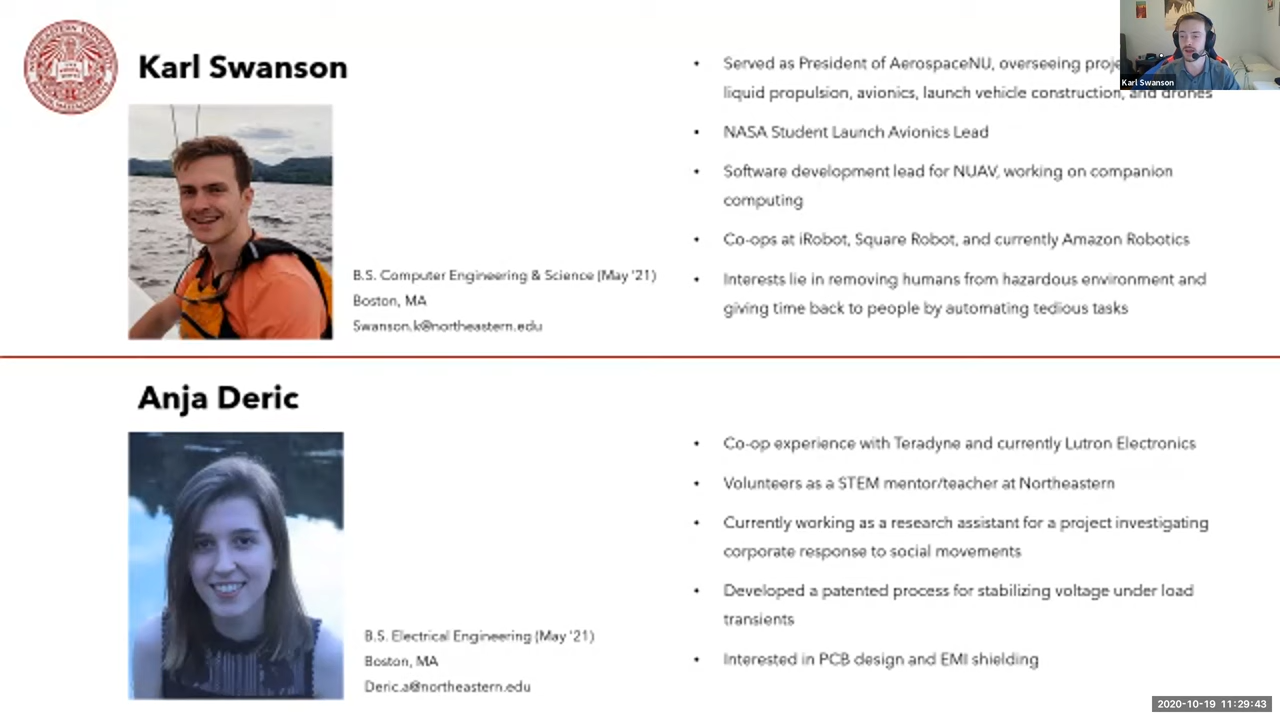 Karl Swanson
B.S. Computer Engineering & Science (May '21)
Boston, MA
Swanson.k@northeastern.edu
Served as President of AerospaceNU, overseeing
liquid propulsion, avionics, launch vehicle construction, and drones
NASA Student Launch Avionics Lead
Software development lead for NUAV, working on companion
computing
Co-ops at iRobot, Square Robot, and currently Amazon Robotics
Interests lie in removing humans from hazardous environment and
giving time back to people by automating tedious tasks
Karl Swanson
Anja Deric
B.S. Electrical Engineering (May '21)
Boston, MA
Deric.a@northeastern.edu
Co-op experience with Teradyne and currently Lutron Electronics
Volunteers as a STEM mentor/teacher at Northeastern
Currently working as a research assistant for a project investigating
corporate response to social movements
Developed a patented process for stabilizing voltage under load
transients
Interested in PCB design and EMI shielding
2020-10-19 11:29:43